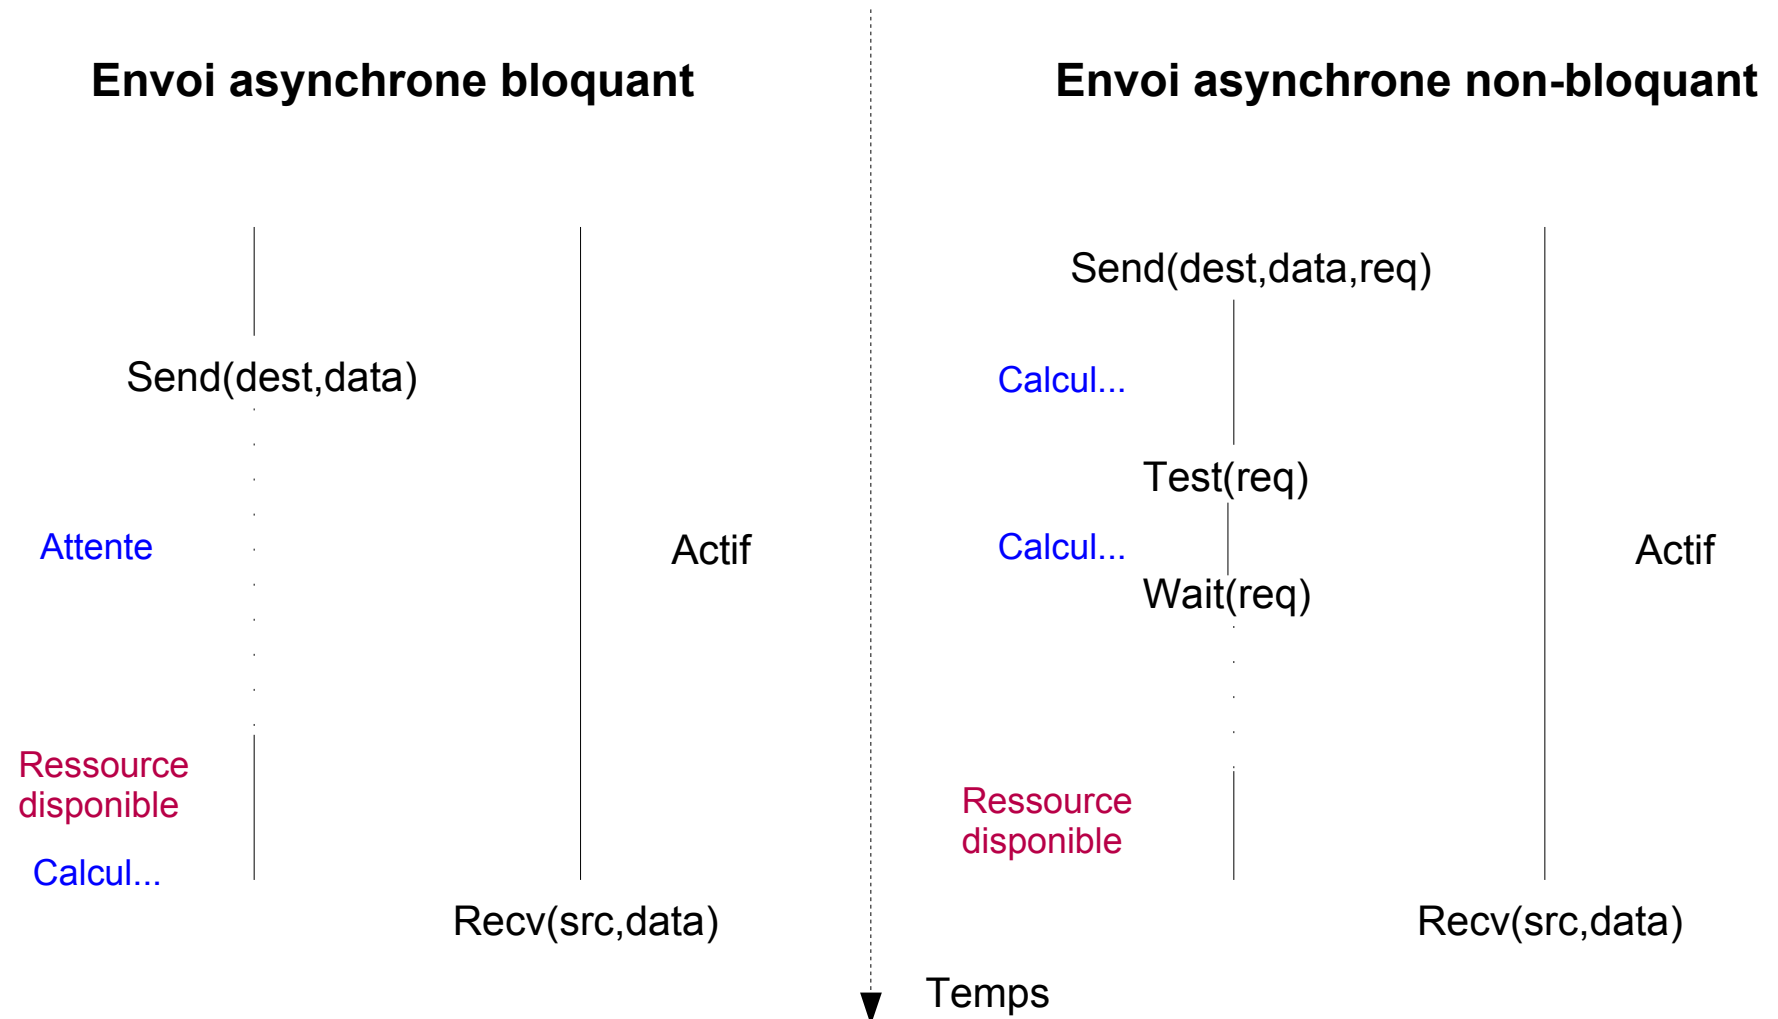 Envoi asynchrone bloquant
Send(dest,data)
Attente
Actif
Ressource
disponible
Calcul...
Recv(src,data)
Envoi asynchrone non-bloquant
Send(dest,data,req)
Calcul...
Test(req)
Calcul...
Actif
Wait(req)
Ressource
disponible
Recv(src,data)
Temps